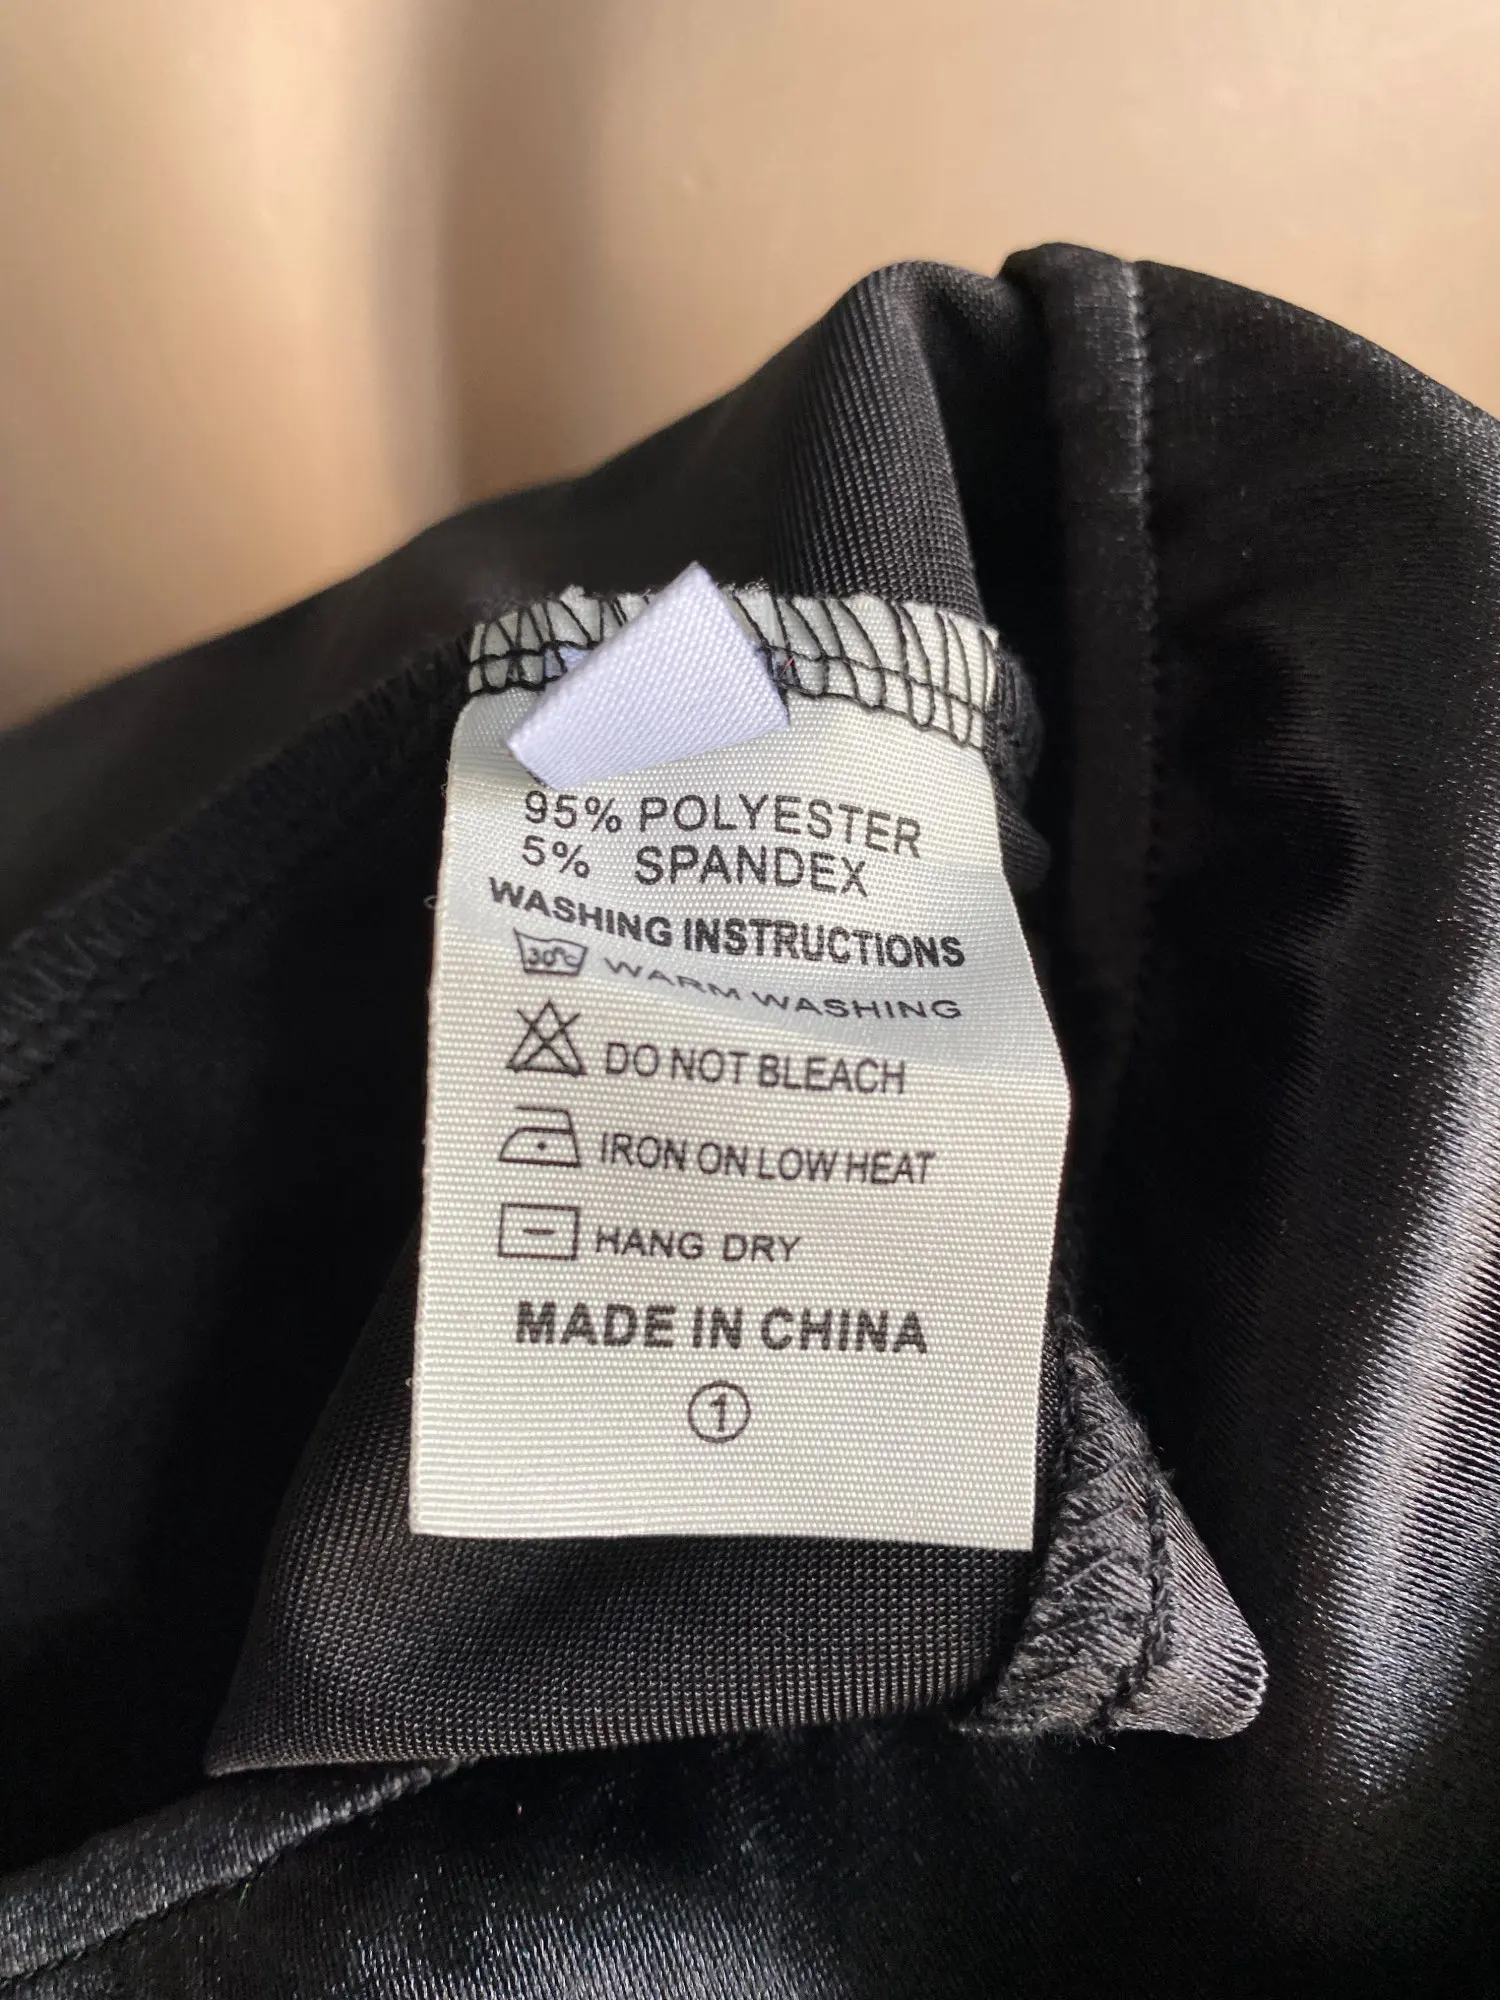 95% POLYESTER
5% SPANDEX
WASHING INSTRUCTIONS
30°C WARM WASHING
DO NOT BLEACH
IRON ON LOW HEAT
HANG DRY
MADE IN CHINA
①